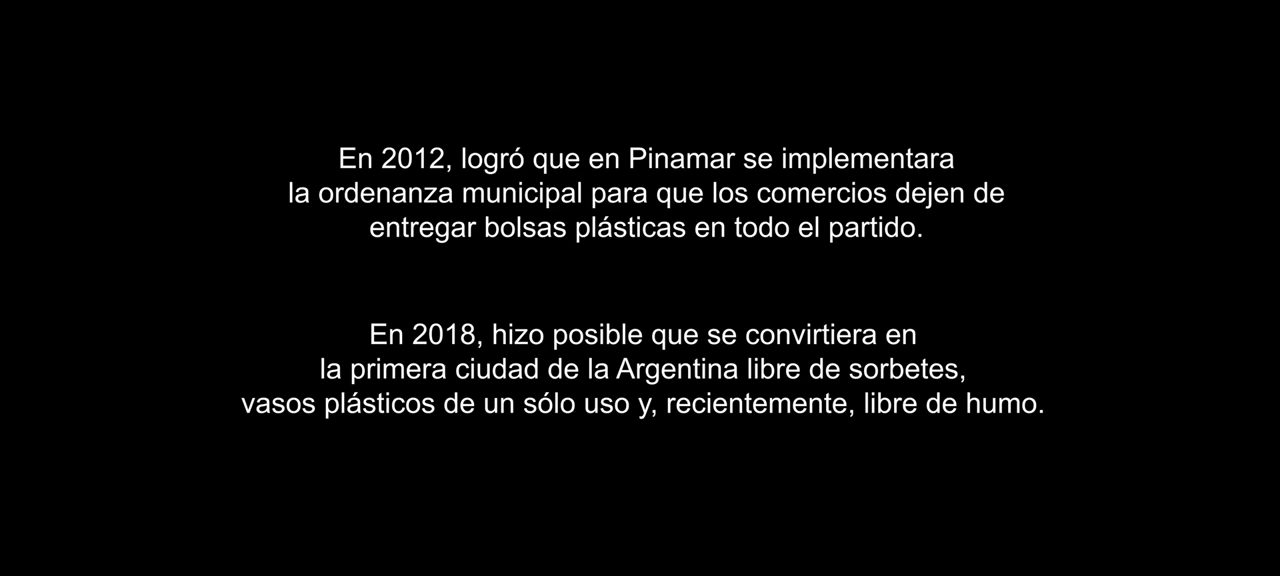 En 2012, logró que en Pinamar se implementara
la ordenanza municipal para que los comercios dejen de
entregar bolsas plásticas en todo el partido.
En 2018, hizo posible que se convirtiera en
la primera ciudad de la Argentina libre de sorbetes,
vasos plásticos de un sólo uso y, recientemente, libre de humo.